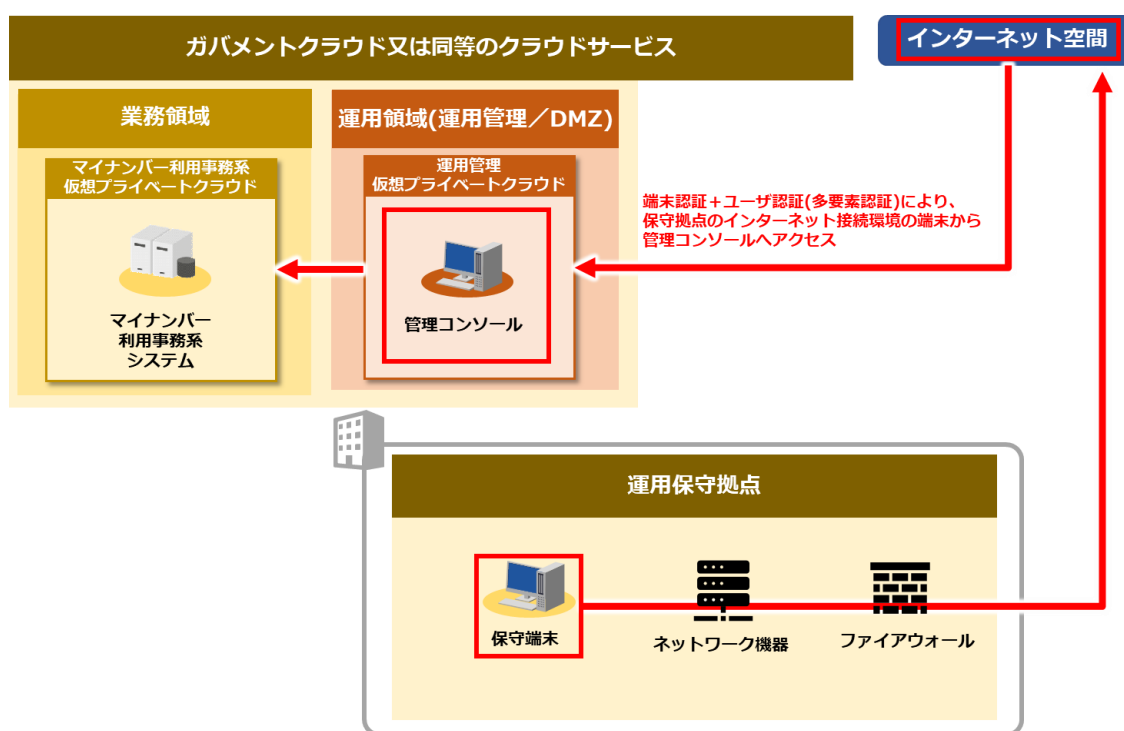 ガバメントクラウド又は同等のクラウドサービス
インターネット空間
業務領域
運用領域(運用管理／DMZ)
マイナンバー利用事務系
仮想プライベートクラウド
運用管理
仮想プライベートクラウド
端末認証＋ユーザ認証(多要素認証)により、
保守拠点のインターネット接続環境の端末から
管理コンソールへアクセス
マイナンバー
利用事務系
システム
管理コンソール
運用保守拠点
保守端末
ネットワーク機器
ファイアウォール